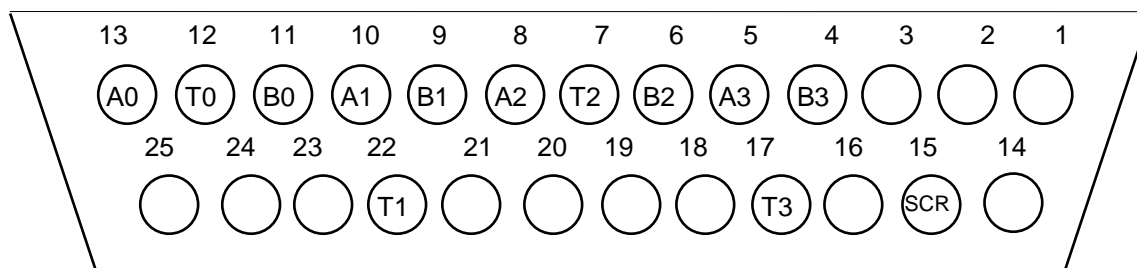 13 12 11 10 9 8 7 6 5 4 3 2 1
A0 T0 B0 A1 B1 A2 T2 B2 A3 B3
25 24 23 22 21 20 19 18 17 16 15 14
T1 T3 SCR